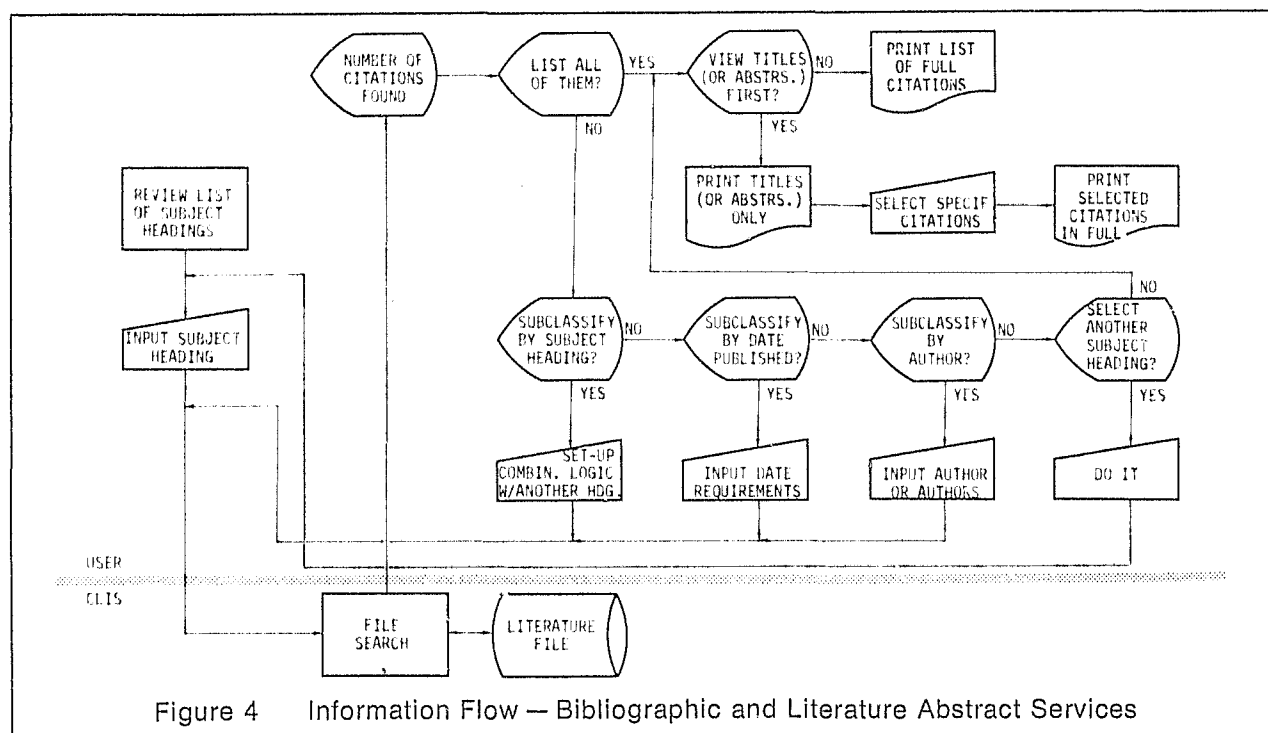 NUMBER OF
CITATIONS
FOUND
LIST ALL
OF THEM?
YES
VIEW TITLES
(OR ABSTRS.)
FIRST?
NO
PRINT LIST
OF FULL
CITATIONS
NO
YES
REVIEW LIST
OF SUBJECT
HEADINGS
PRINT TITLES
(OR ABSTRS.)
ONLY
SELECT SPECIF
CITATIONS
PRINT
SELECTED
CITATIONS
IN FULL
INPUT SUBJECT
HEADING
SUBCLASSIFY
BY SUBJECT
HEADING?
NO
SUBCLASSIFY
BY DATE
PUBLISHED?
NO
SUBCLASSIFY
BY
AUTHOR?
NO
NO
SELECT
ANOTHER
SUBJECT
HEADING?
YES
YES
YES
YES
SET-UP
COMBIN. LOGIC
W/ANOTHER HDG.
INPUT DATE
REQUIREMENTS
INPUT AUTHOR
OR AUTHORS
DO IT
USER
CLIS
FILE
SEARCH
LITERATURE
FILE
Figure 4 Information Flow — Bibliographic and Literature Abstract Services